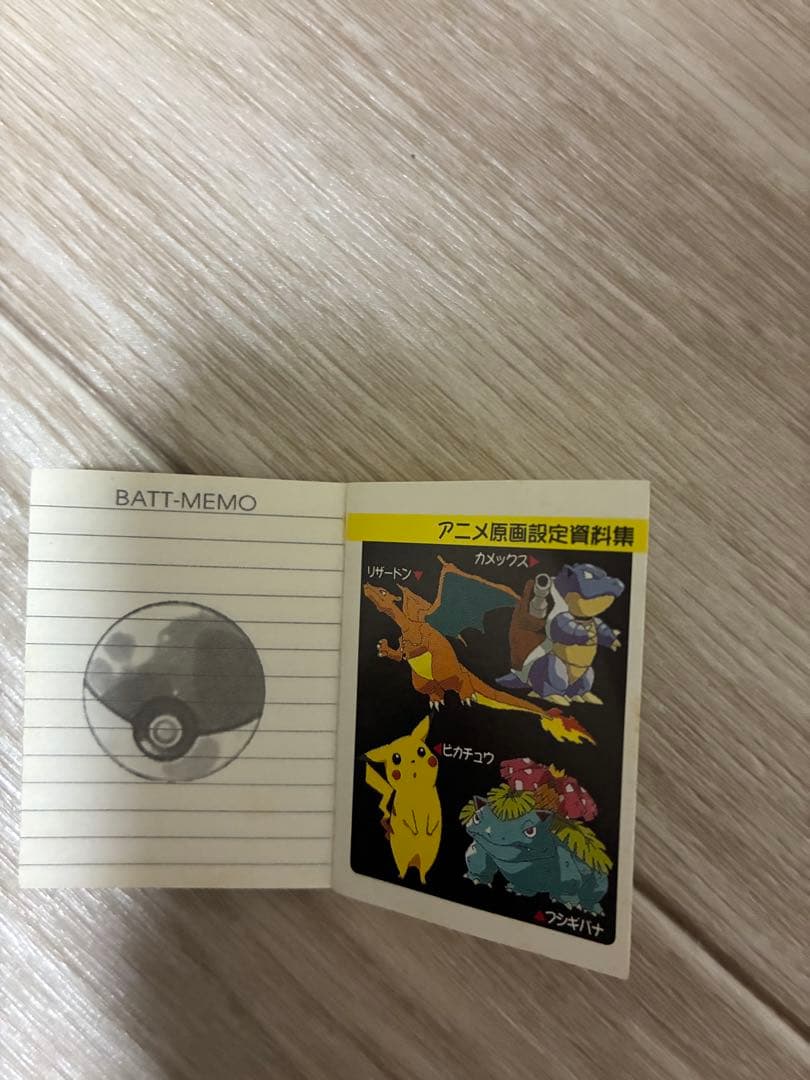 BATT-MEMO
アニメ原画設定資料集
カメックス
リザードン
ピカチュウ
フシギバナ